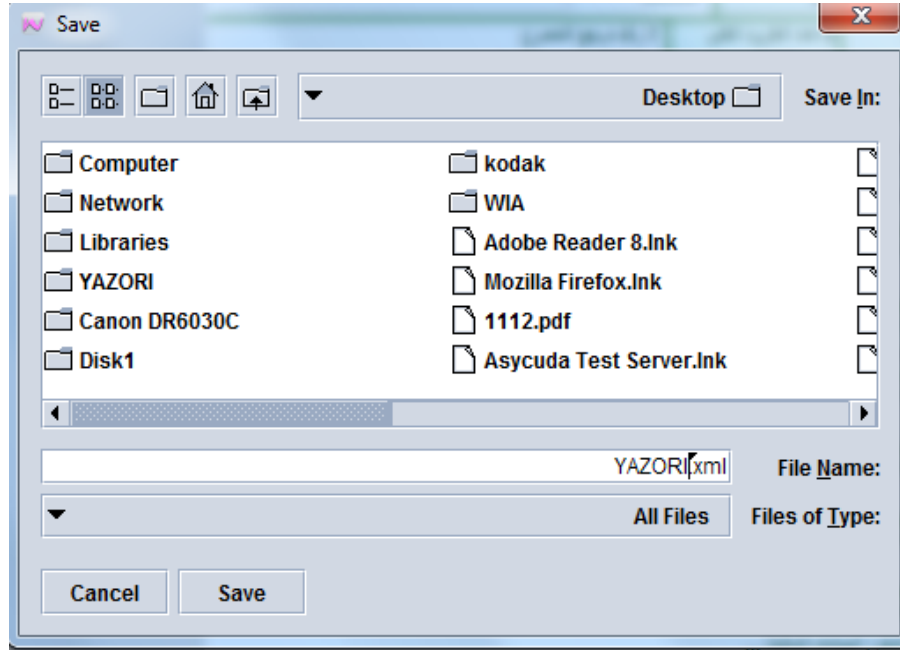 Save
Save In:
Desktop
Computer
Network
Libraries
YAZORI
Canon DR6030C
Disk1
kodak
WIA
Adobe Reader 8.lnk
Mozilla Firefox.lnk
1112.pdf
Asycuda Test Server.lnk
File Name:
YAZORI.xml
Files of Type:
All Files
Cancel
Save